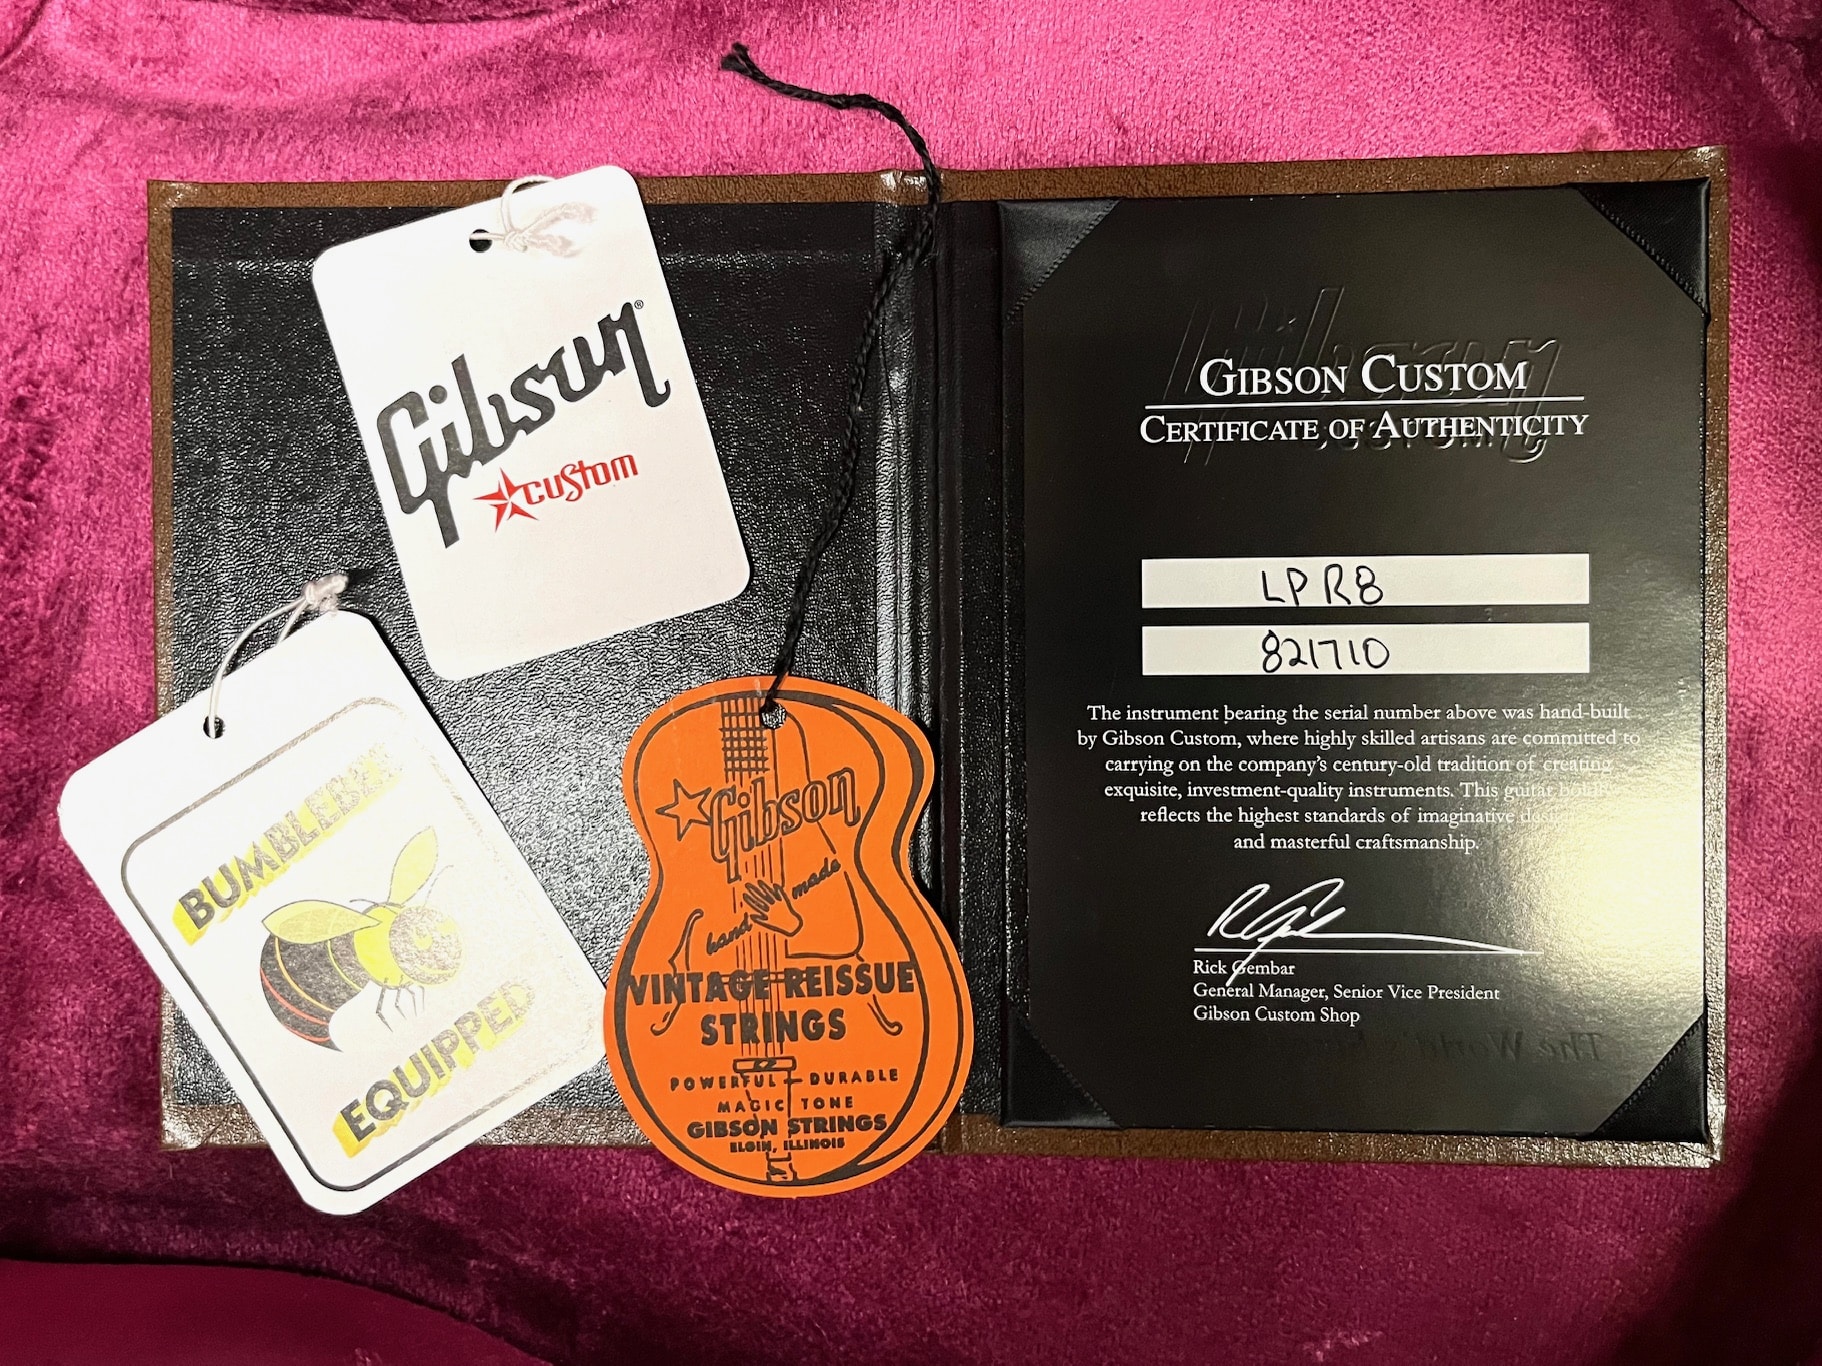 Gibson®
custom
BUMBLEBEE
EQUIPPED
Gibson
hand made
VINTAGE REISSUE
STRINGS
POWERFUL — DURABLE
MAGIC TONE
GIBSON STRINGS
ELGIN, ILLINOIS
GIBSON CUSTOM
CERTIFICATE OF AUTHENTICITY
LP R8
821710
The instrument bearing the serial number above was hand-built
by Gibson Custom, where highly skilled artisans are committed to
carrying on the company's century-old tradition of creating
exquisite, investment-quality instruments. This guitar boldly
reflects the highest standards of imaginative design
and masterful craftsmanship.
Rick Gembar
General Manager, Senior Vice President
Gibson Custom Shop